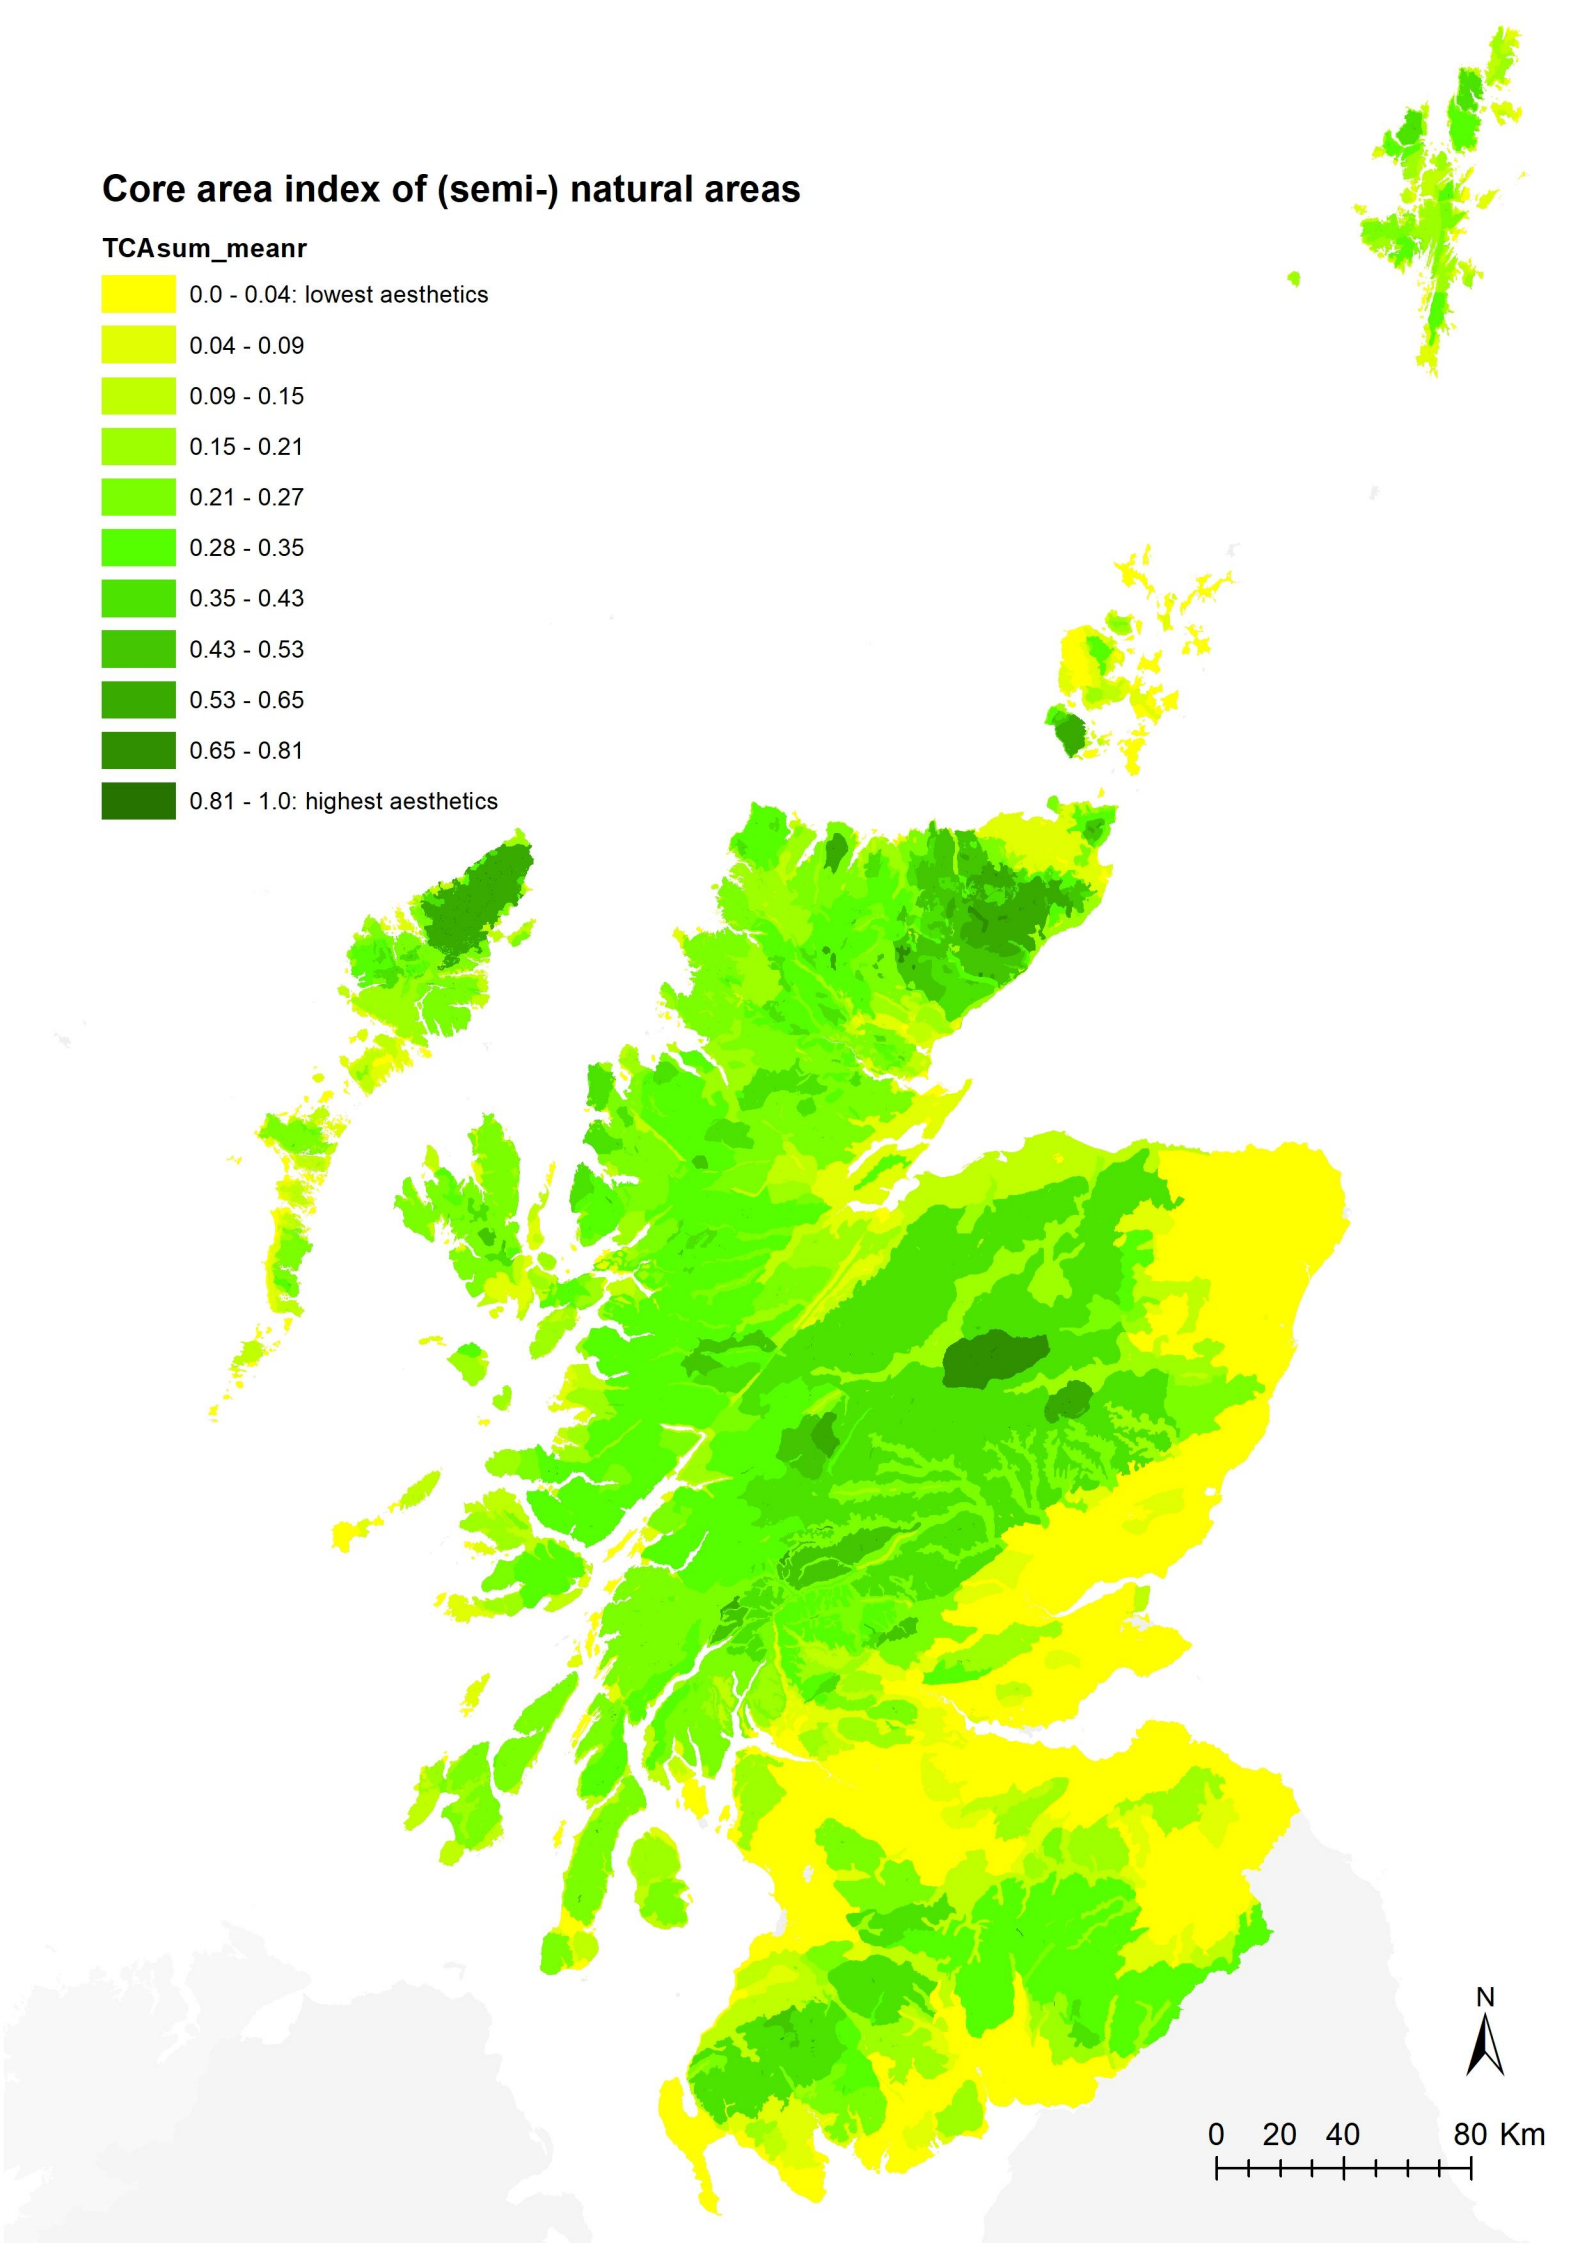 Core area index of (semi-) natural areas
TCAsum_meanr
0.0 - 0.04: lowest aesthetics
0.04 - 0.09
0.09 - 0.15
0.15 - 0.21
0.21 - 0.27
0.28 - 0.35
0.35 - 0.43
0.43 - 0.53
0.53 - 0.65
0.65 - 0.81
0.81 - 1.0: highest aesthetics
N
0 20 40 80 Km